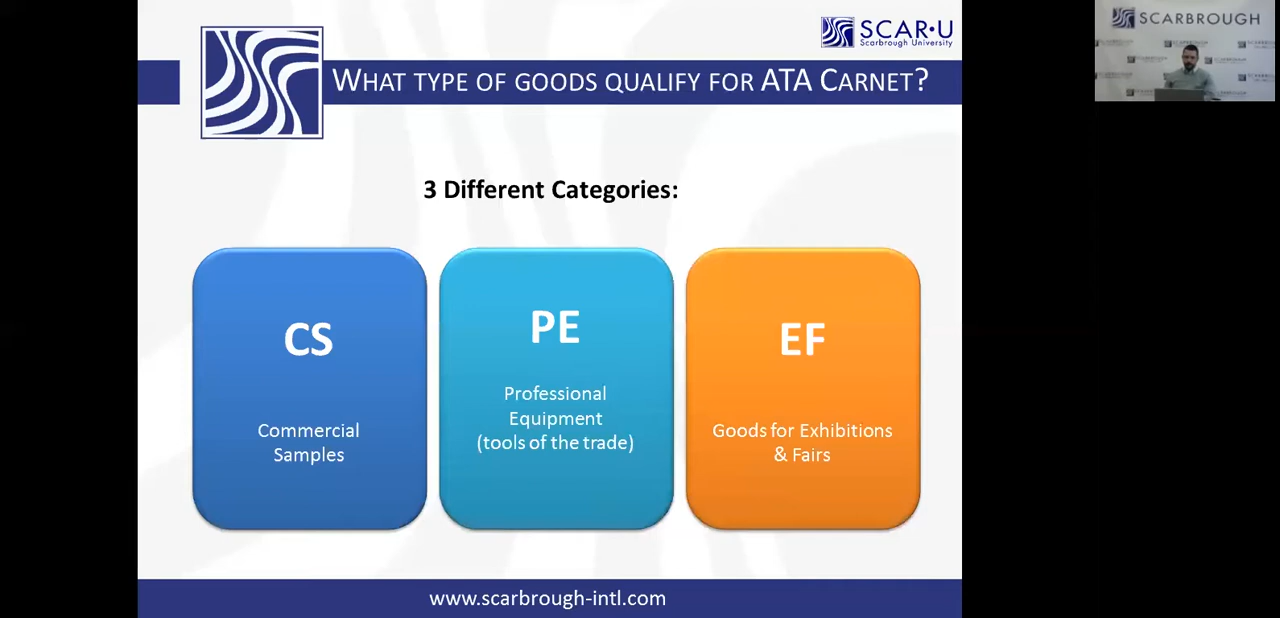 SCAR•U
Scarbrough University
WHAT TYPE OF GOODS QUALIFY FOR ATA CARNET?
3 Different Categories:
CS
Commercial
Samples
PE
Professional
Equipment
(tools of the trade)
EF
Goods for Exhibitions
& Fairs
www.scarbrough-intl.com
SCARBROUGH